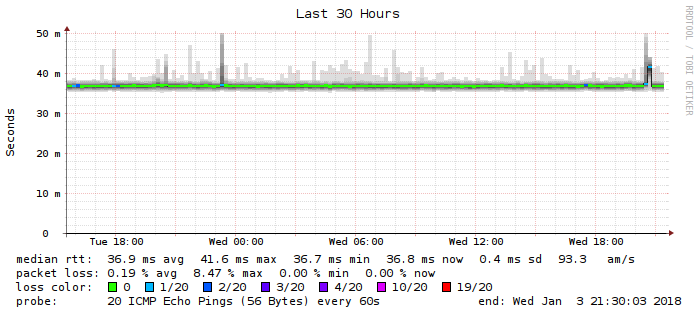 Last 30 Hours
RRDTOOL / TOBI OETIKER
Seconds
50 m
40 m
30 m
20 m
10 m
0
Tue 18:00 Wed 00:00 Wed 06:00 Wed 12:00 Wed 18:00
median rtt: 36.9 ms avg 41.6 ms max 36.7 ms min 36.8 ms now 0.4 ms sd 93.3 am/s
packet loss: 0.19 % avg 8.47 % max 0.00 % min 0.00 % now
loss color: 0 1/20 2/20 3/20 4/20 10/20 19/20
probe: 20 ICMP Echo Pings (56 Bytes) every 60s end: Wed Jan 3 21:30:03 2018